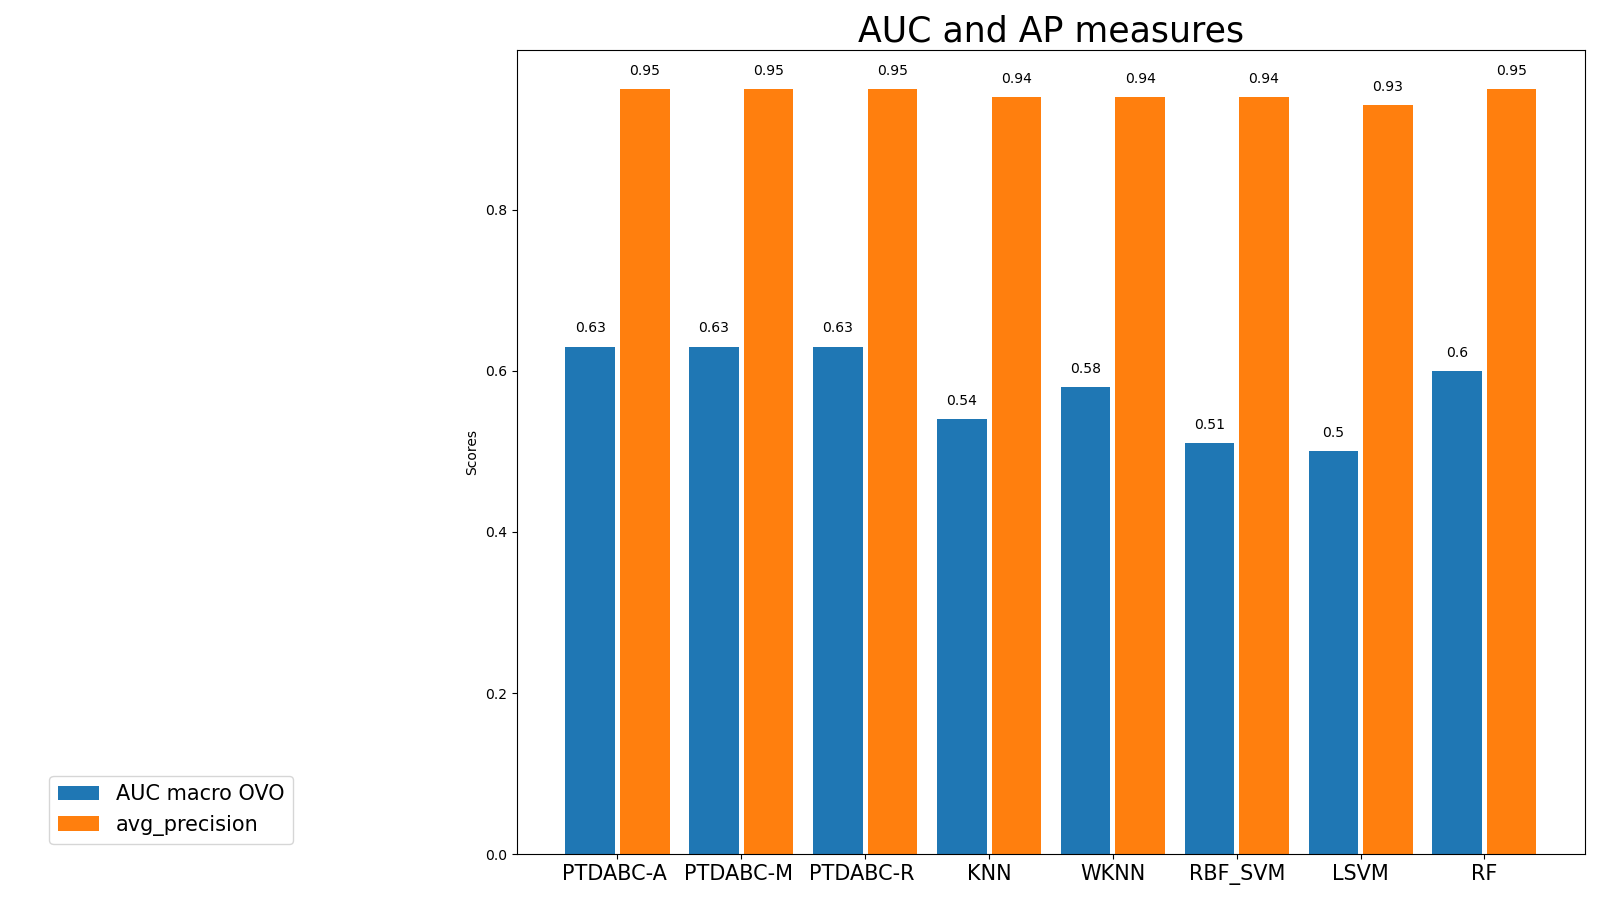 AUC and AP measures
0.95 0.95 0.95 0.94 0.94 0.94 0.93 0.95
0.8
0.63 0.63 0.63 0.54 0.58 0.51 0.5 0.6
0.6
Scores
0.4
0.2
0.0
PTDABC-A PTDABC-M PTDABC-R KNN WKNN RBF_SVM LSVM RF
AUC macro OVO
avg_precision